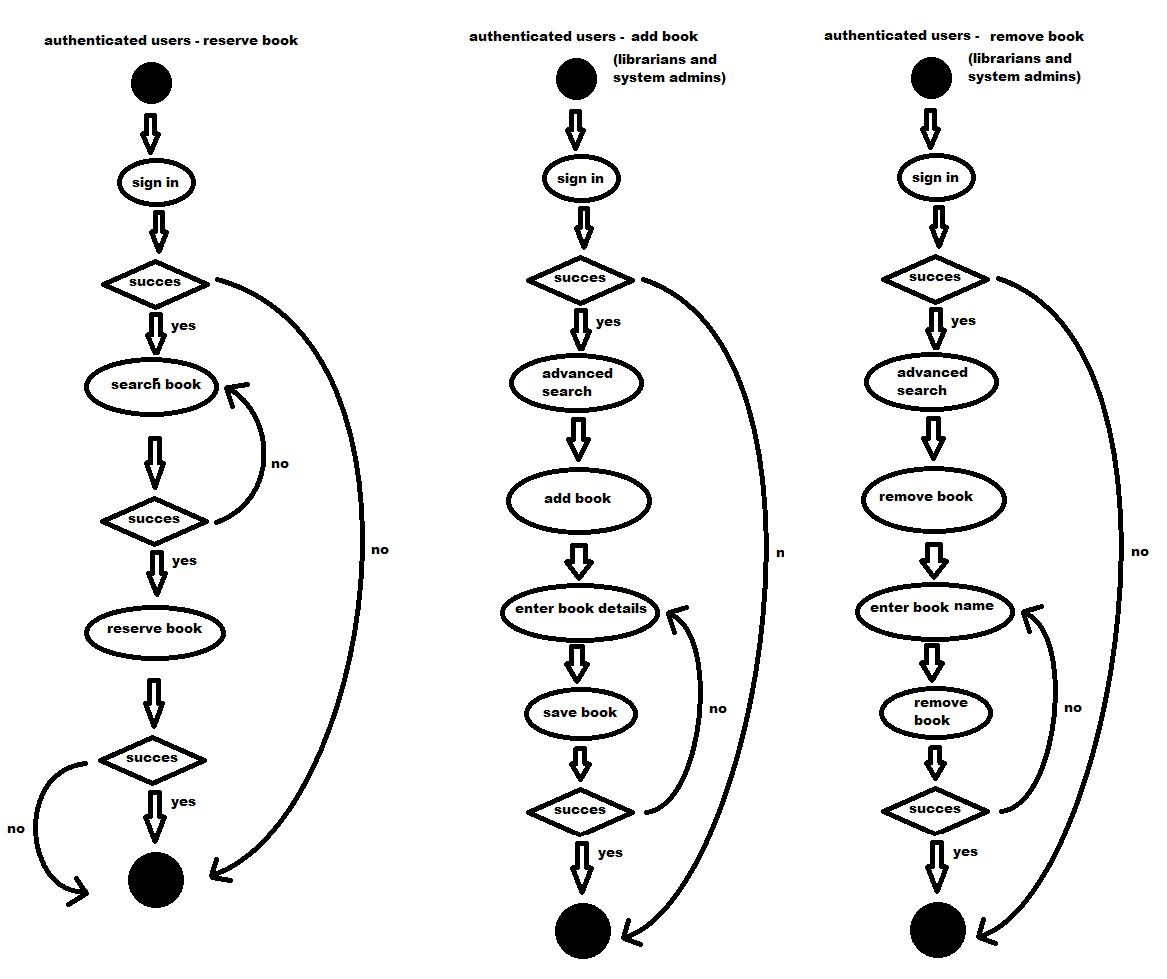 authenticated users - reserve book
sign in
succes
yes
search book
no
succes
yes
reserve book
succes
yes
no
no
authenticated users - add book
(librarians and
system admins)
sign in
succes
yes
advanced
search
add book
enter book details
save book
no
succes
yes
n
authenticated users - remove book
(librarians and
system admins)
sign in
succes
yes
advanced
search
remove book
enter book name
remove
book
no
succes
yes
no